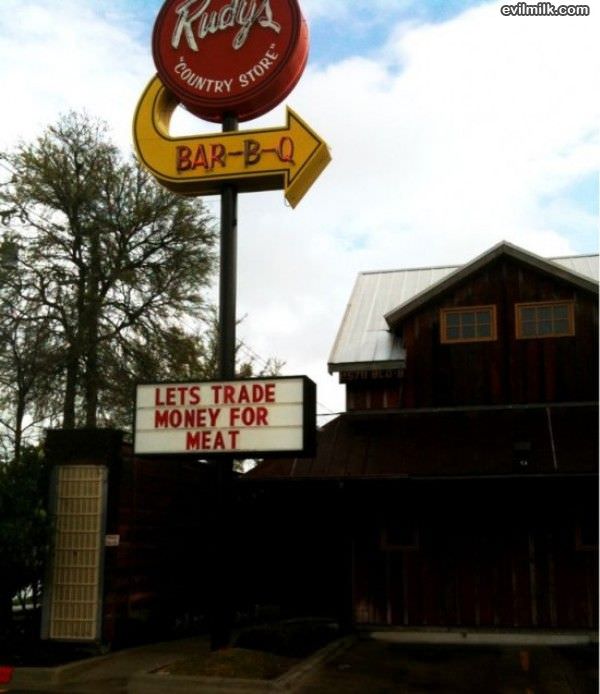 evilmilk.com
Rudy's
"COUNTRY STORE"
BAR-B-Q
LETS TRADE
MONEY FOR
MEAT